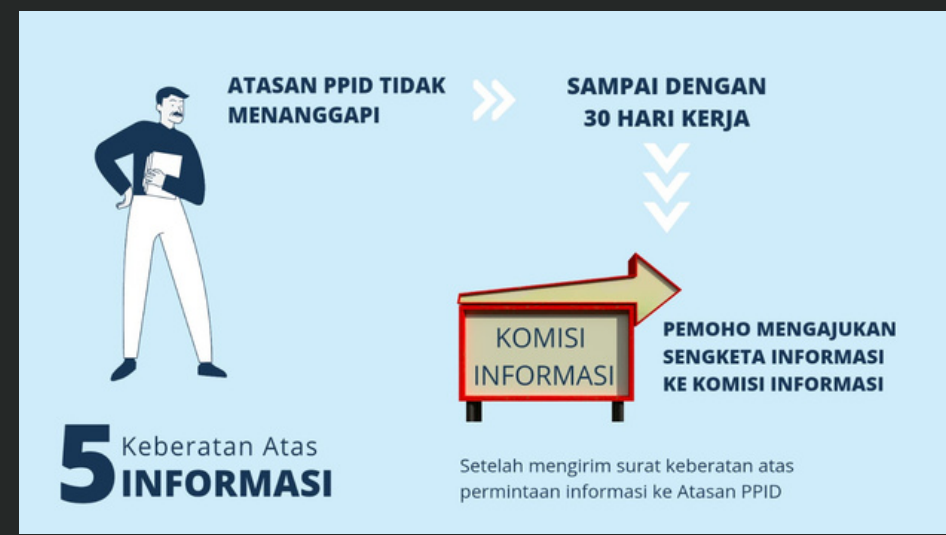 ATASAN PPID TIDAK
MENANGGAPI
SAMPAI DENGAN
30 HARI KERJA
KOMISI
INFORMASI
PEMOHO MENGAJUKAN
SENGKETA INFORMASI
KE KOMISI INFORMASI
5 Keberatan Atas
INFORMASI
Setelah mengirim surat keberatan atas
permintaan informasi ke Atasan PPID